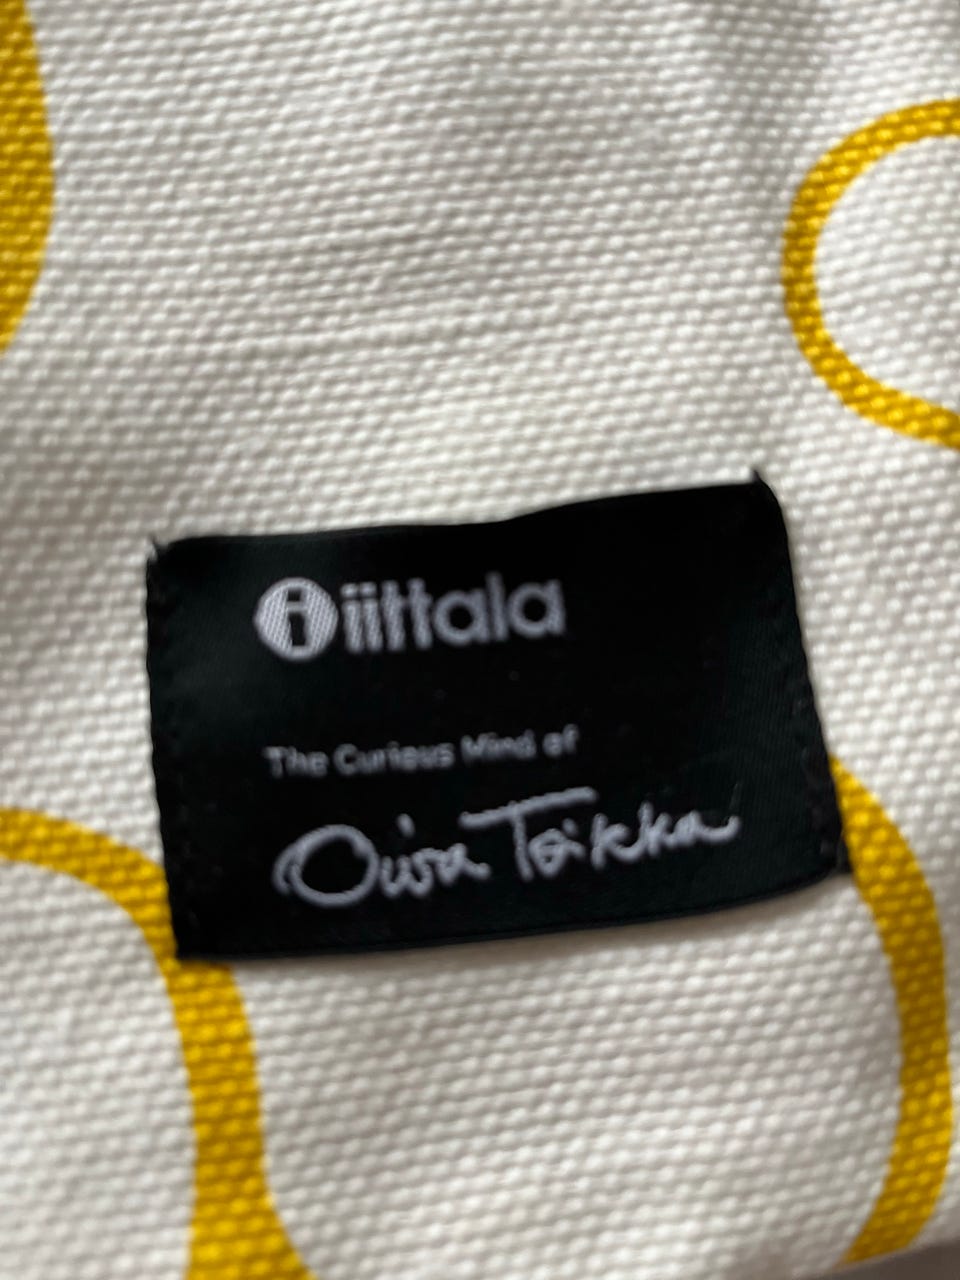 i iittala
The Curious Mind of
Oiva Toikka